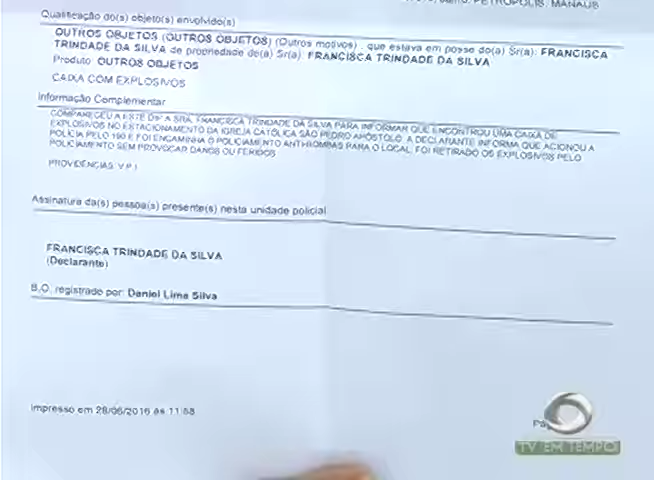 PETRÓPOLIS, MANAUS
Qualificação do(s) objeto(s) envolvido(s)
OUTROS OBJETOS (OUTROS OBJETOS) (Outros motivos) , que estava em posse do(a) Sr(a): FRANCISCA
TRINDADE DA SILVA de propriedade de(a) Sr(a): FRANCISCA TRINDADE DA SILVA
Produto: OUTROS OBJETOS
CAIXA COM EXPLOSIVOS
Informação Complementar
COMPARECEU A ESTE DIP A SRA. FRANCISCA TRINDADE DA SILVA PARA INFORMAR QUE ENCONTROU UMA CAIXA DE
EXPLOSIVOS NO ESTACIONAMENTO DA IGREJA CATÓLICA SÃO PEDRO APÓSTOLO. A DECLARANTE INFORMA QUE ACIONOU A
POLÍCIA PELO 190 E FOI ENCAMINHA O POLICIAMENTO ANTI-BOMBAS PARA O LOCAL, FOI RETIRADO OS EXPLOSIVOS PELO
POLICIAMENTO SEM PROVOCAR DANOS OU FERIDOS.
PROVIDÊNCIAS: V.P.I.
Assinatura da(s) pessoa(s) presente(s) nesta unidade policial
FRANCISCA TRINDADE DA SILVA
(Declarante)
B.O. registrado por: Daniel Lima Silva
Impresso em 28/06/2016 às 11:58
TV EM TEMPO